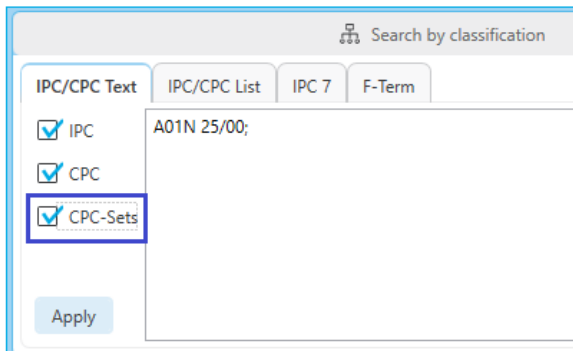 Search by classification
IPC/CPC Text
IPC/CPC List
IPC 7
F-Term
IPC
A01N 25/00;
CPC
CPC-Sets
Apply